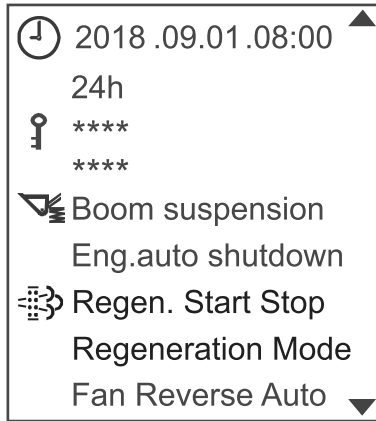 2018 .09.01.08:00
24h
****
****
Boom suspension
Eng.auto shutdown
Regen. Start Stop
Regeneration Mode
Fan Reverse Auto